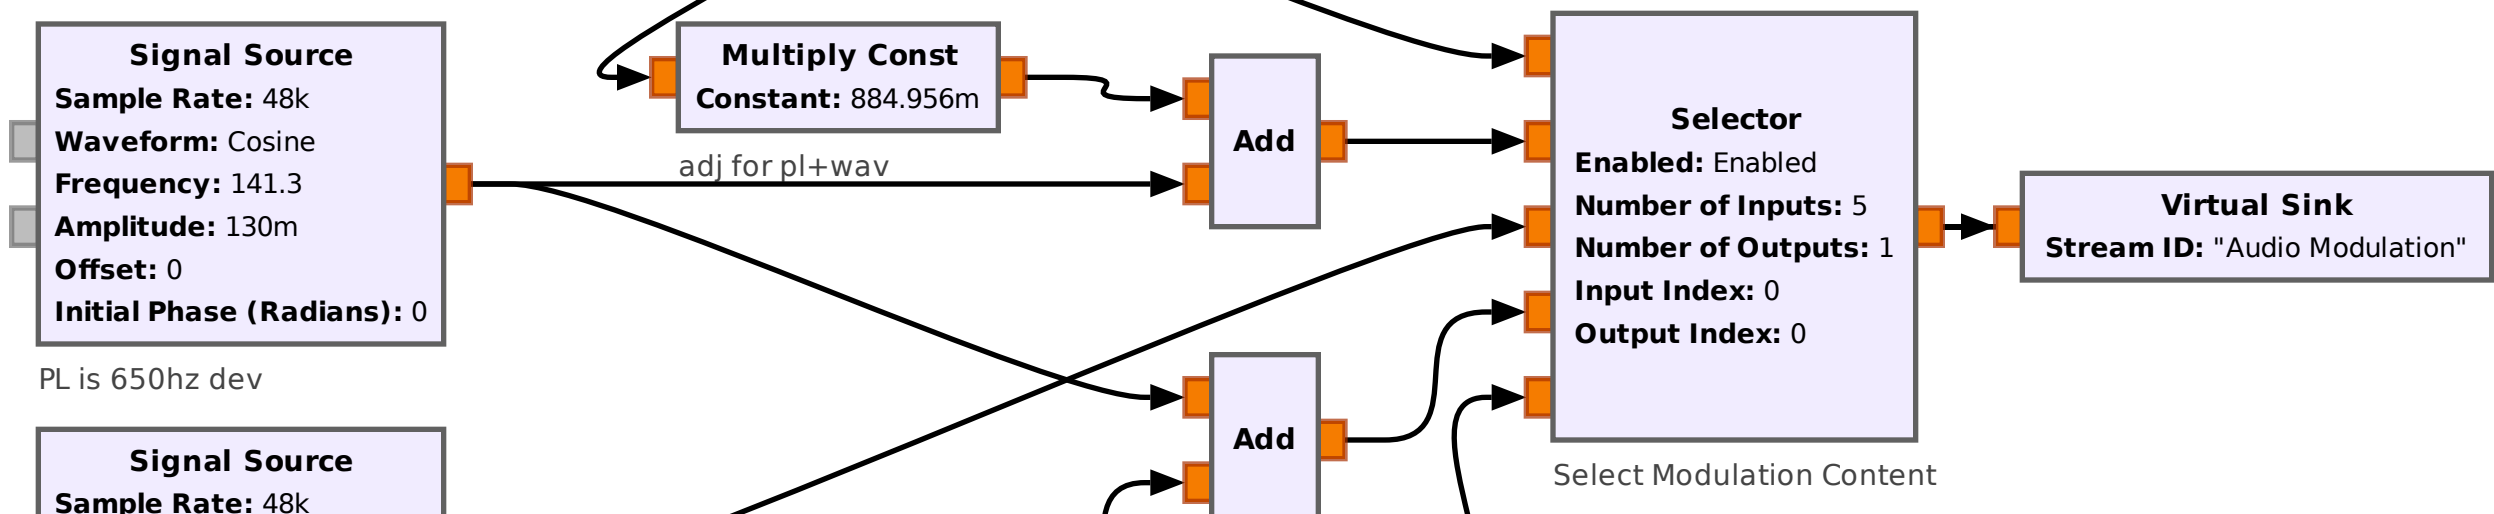 Signal Source
Sample Rate: 48k
Waveform: Cosine
Frequency: 141.3
Amplitude: 130m
Offset: 0
Initial Phase (Radians): 0
PL is 650hz dev
Signal Source
Sample Rate: 48k
Multiply Const
Constant: 884.956m
adj for pl+wav
Add
Add
Selector
Enabled: Enabled
Number of Inputs: 5
Number of Outputs: 1
Input Index: 0
Output Index: 0
Select Modulation Content
Virtual Sink
Stream ID: "Audio Modulation"